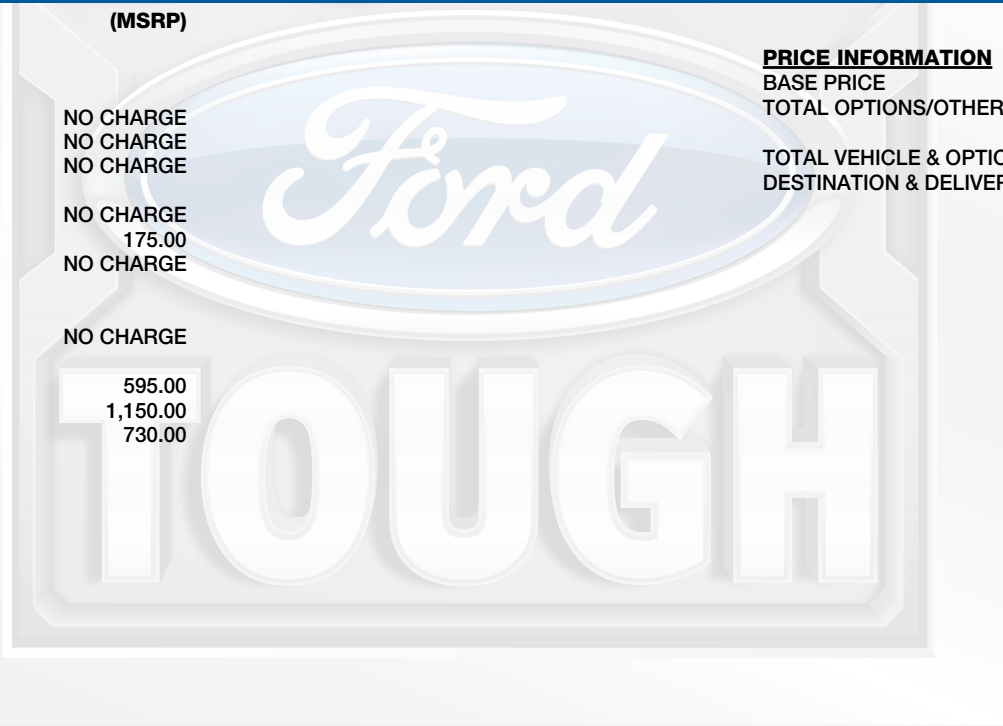 (MSRP)
NO CHARGE
NO CHARGE
NO CHARGE
NO CHARGE
175.00
NO CHARGE
NO CHARGE
595.00
1,150.00
730.00
PRICE INFORMATION
BASE PRICE
TOTAL OPTIONS/OTHER
TOTAL VEHICLE & OPTIO
DESTINATION & DELIVER
Ford
TOUGH